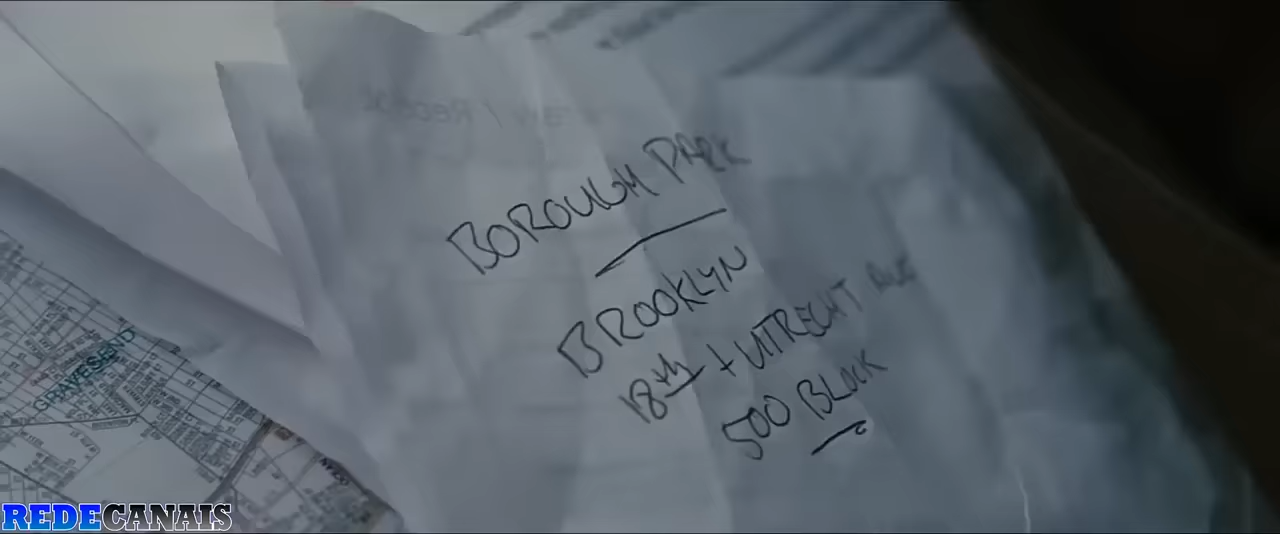 BOROUGH PARK
BROOKLYN
18th + UTRECHT AVE
500 BLOCK
GRAVESEND
REDECANAIS